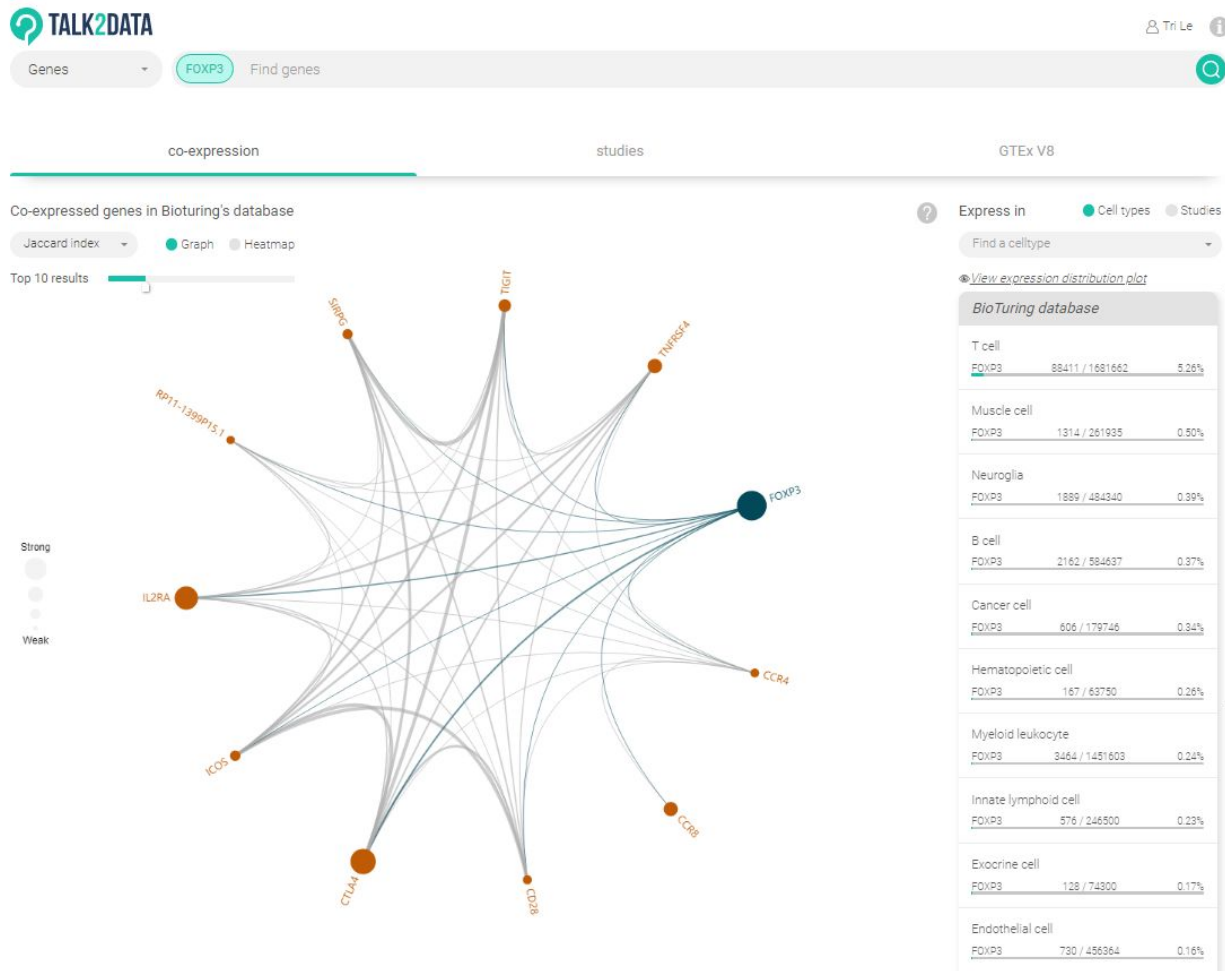 TALK2DATA
Tri Le
Genes
FOXP3
Find genes
co-expression
studies
GTEx V8
Co-expressed genes in Bioturing's database
Jaccard index
Graph
Heatmap
Top 10 results
Express in
Cell types
Studies
Find a celltype
View expression distribution plot
BioTuring database
T cell
FOXP3 88411 / 1681662 5.26%
Muscle cell
FOXP3 1314 / 261935 0.50%
Neuroglia
FOXP3 1889 / 484340 0.39%
B cell
FOXP3 2162 / 584637 0.37%
Cancer cell
FOXP3 606 / 179746 0.34%
Hematopoietic cell
FOXP3 167 / 63750 0.26%
Myeloid leukocyte
FOXP3 3464 / 1451603 0.24%
Innate lymphoid cell
FOXP3 576 / 246500 0.23%
Exocrine cell
FOXP3 128 / 74300 0.17%
Endothelial cell
FOXP3 730 / 456364 0.16%
TIGIT
SIRPG
TNFRSF4
RP11-1399P15.1
FOXP3
IL2RA
CCR4
ICOS
CCR8
CTLA4
CD28
Strong
Weak